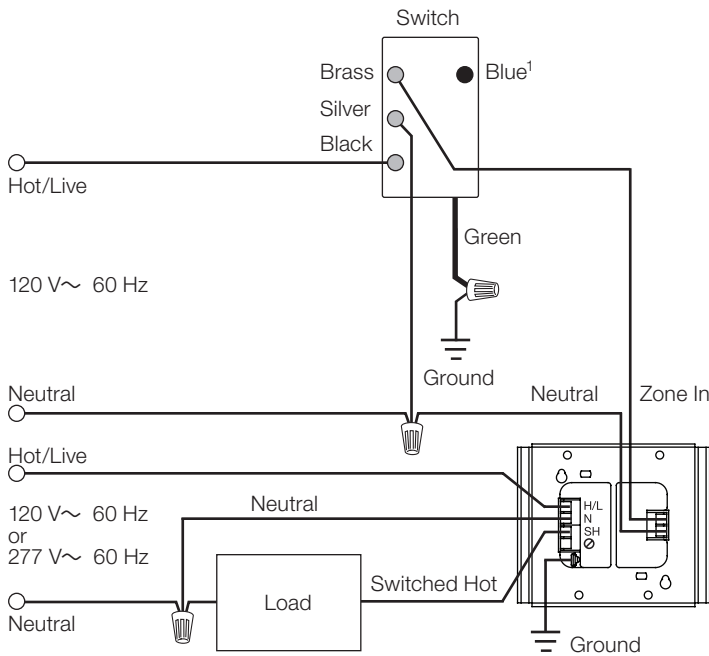 Switch
Brass
Blue¹
Silver
Black
Hot/Live
Green
120 V～ 60 Hz
Ground
Neutral
Neutral
Zone In
Hot/Live
Neutral
H/L
N
SH
120 V～ 60 Hz
or
277 V～ 60 Hz
Load
Switched Hot
Neutral
Ground